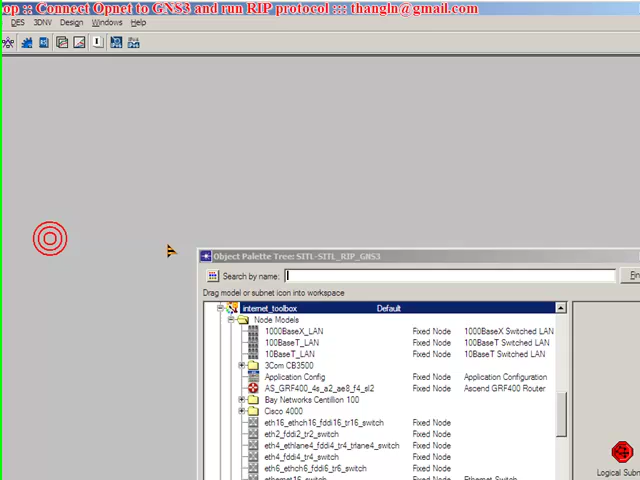 op :: Connect Opnet to GNS3 and run RIP protocol ::: thangln@gmail.com
DES 3DNV Design Windows Help
Object Palette Tree: SITL-SITL_RIP_GNS3
Search by name:
Drag model or subnet icon into workspace
internet_toolbox Default
Node Models
1000BaseX_LAN Fixed Node 1000BaseX Switched LAN
100BaseT_LAN Fixed Node 100BaseT Switched LAN
10BaseT_LAN Fixed Node 10BaseT Switched LAN
3Com CB3500
Application Config Fixed Node Application Configuration
AS_GRF400_4s_a2_ae8_f4_sl2 Fixed Node Ascend GRF400 Router
Bay Networks Centillion 100
Cisco 4000
eth16_ethch16_fddi16_tr16_switch Fixed Node
eth2_fddi2_tr2_switch Fixed Node
eth4_ethlane4_fddi4_tr4_trlane4_switch Fixed Node
eth4_fddi4_tr4_switch Fixed Node
eth6_ethch6_fddi6_tr6_switch Fixed Node
Logical Subn